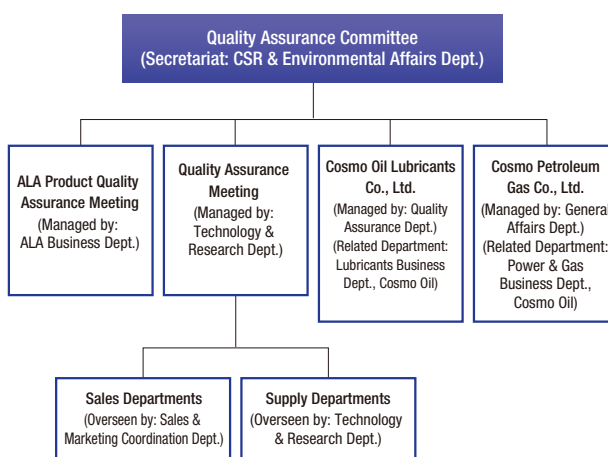 Quality Assurance Committee
(Secretariat: CSR & Environmental Affairs Dept.)
ALA Product Quality
Assurance Meeting
(Managed by:
ALA Business Dept.)
Quality Assurance
Meeting
(Managed by:
Technology &
Research Dept.)
Cosmo Oil Lubricants
Co., Ltd.
(Managed by: Quality
Assurance Dept.)
(Related Department:
Lubricants Business
Dept., Cosmo Oil)
Cosmo Petroleum
Gas Co., Ltd.
(Managed by: General
Affairs Dept.)
(Related Department:
Power & Gas
Business Dept.,
Cosmo Oil)
Sales Departments
(Overseen by: Sales &
Marketing Coordination Dept.)
Supply Departments
(Overseen by: Technology
& Research Dept.)